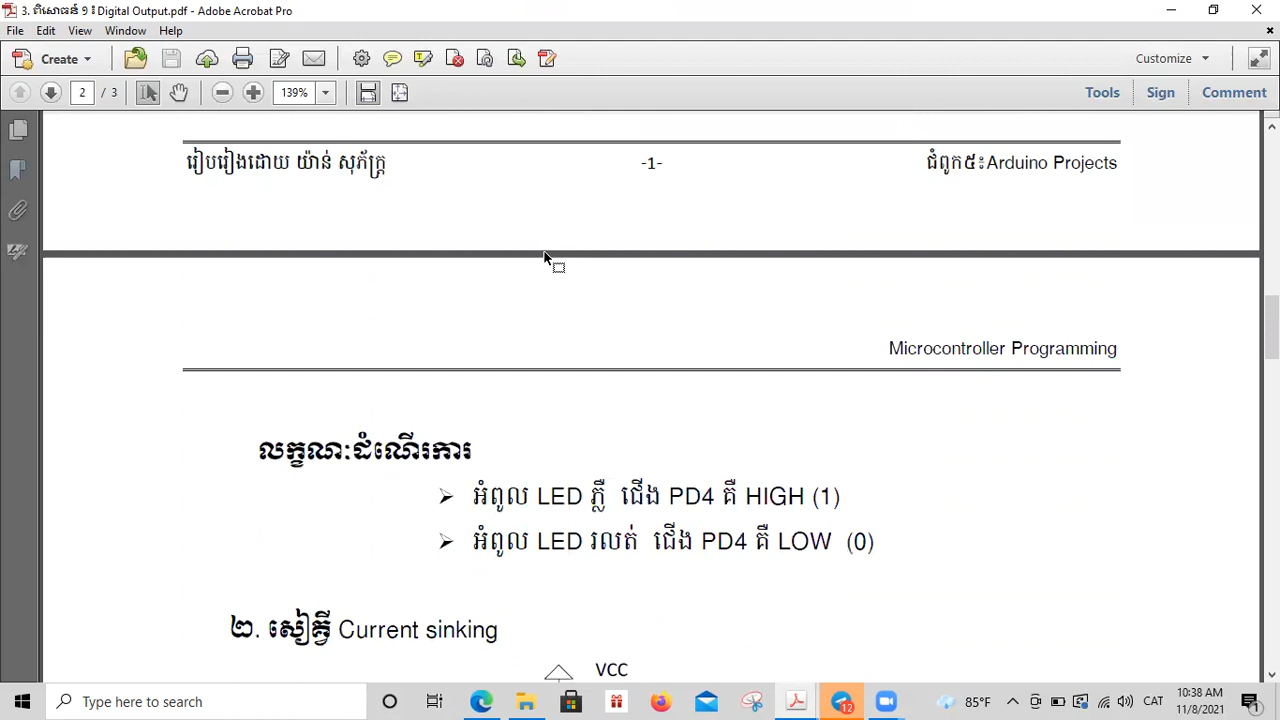 3. ពិសោធន៍ ១ ៖ Digital Output.pdf - Adobe Acrobat Pro
File Edit View Window Help
Create Customize
2 / 3 139% Tools Sign Comment
រៀបរៀងដោយ យ៉ាន់ សុភ័ក្រ្ត -1- ជំពូក៥៖Arduino Projects
Microcontroller Programming
លក្ខណៈដំណើរការ
➢ អំពូល LED ភ្លឺ ជើង PD4 គឺ HIGH (1)
➢ អំពូល LED រលត់ ជើង PD4 គឺ LOW (0)
២. សៀគ្វី Current sinking
VCC
Type here to search 12 85°F CAT 10:38 AM
11/8/2021 1